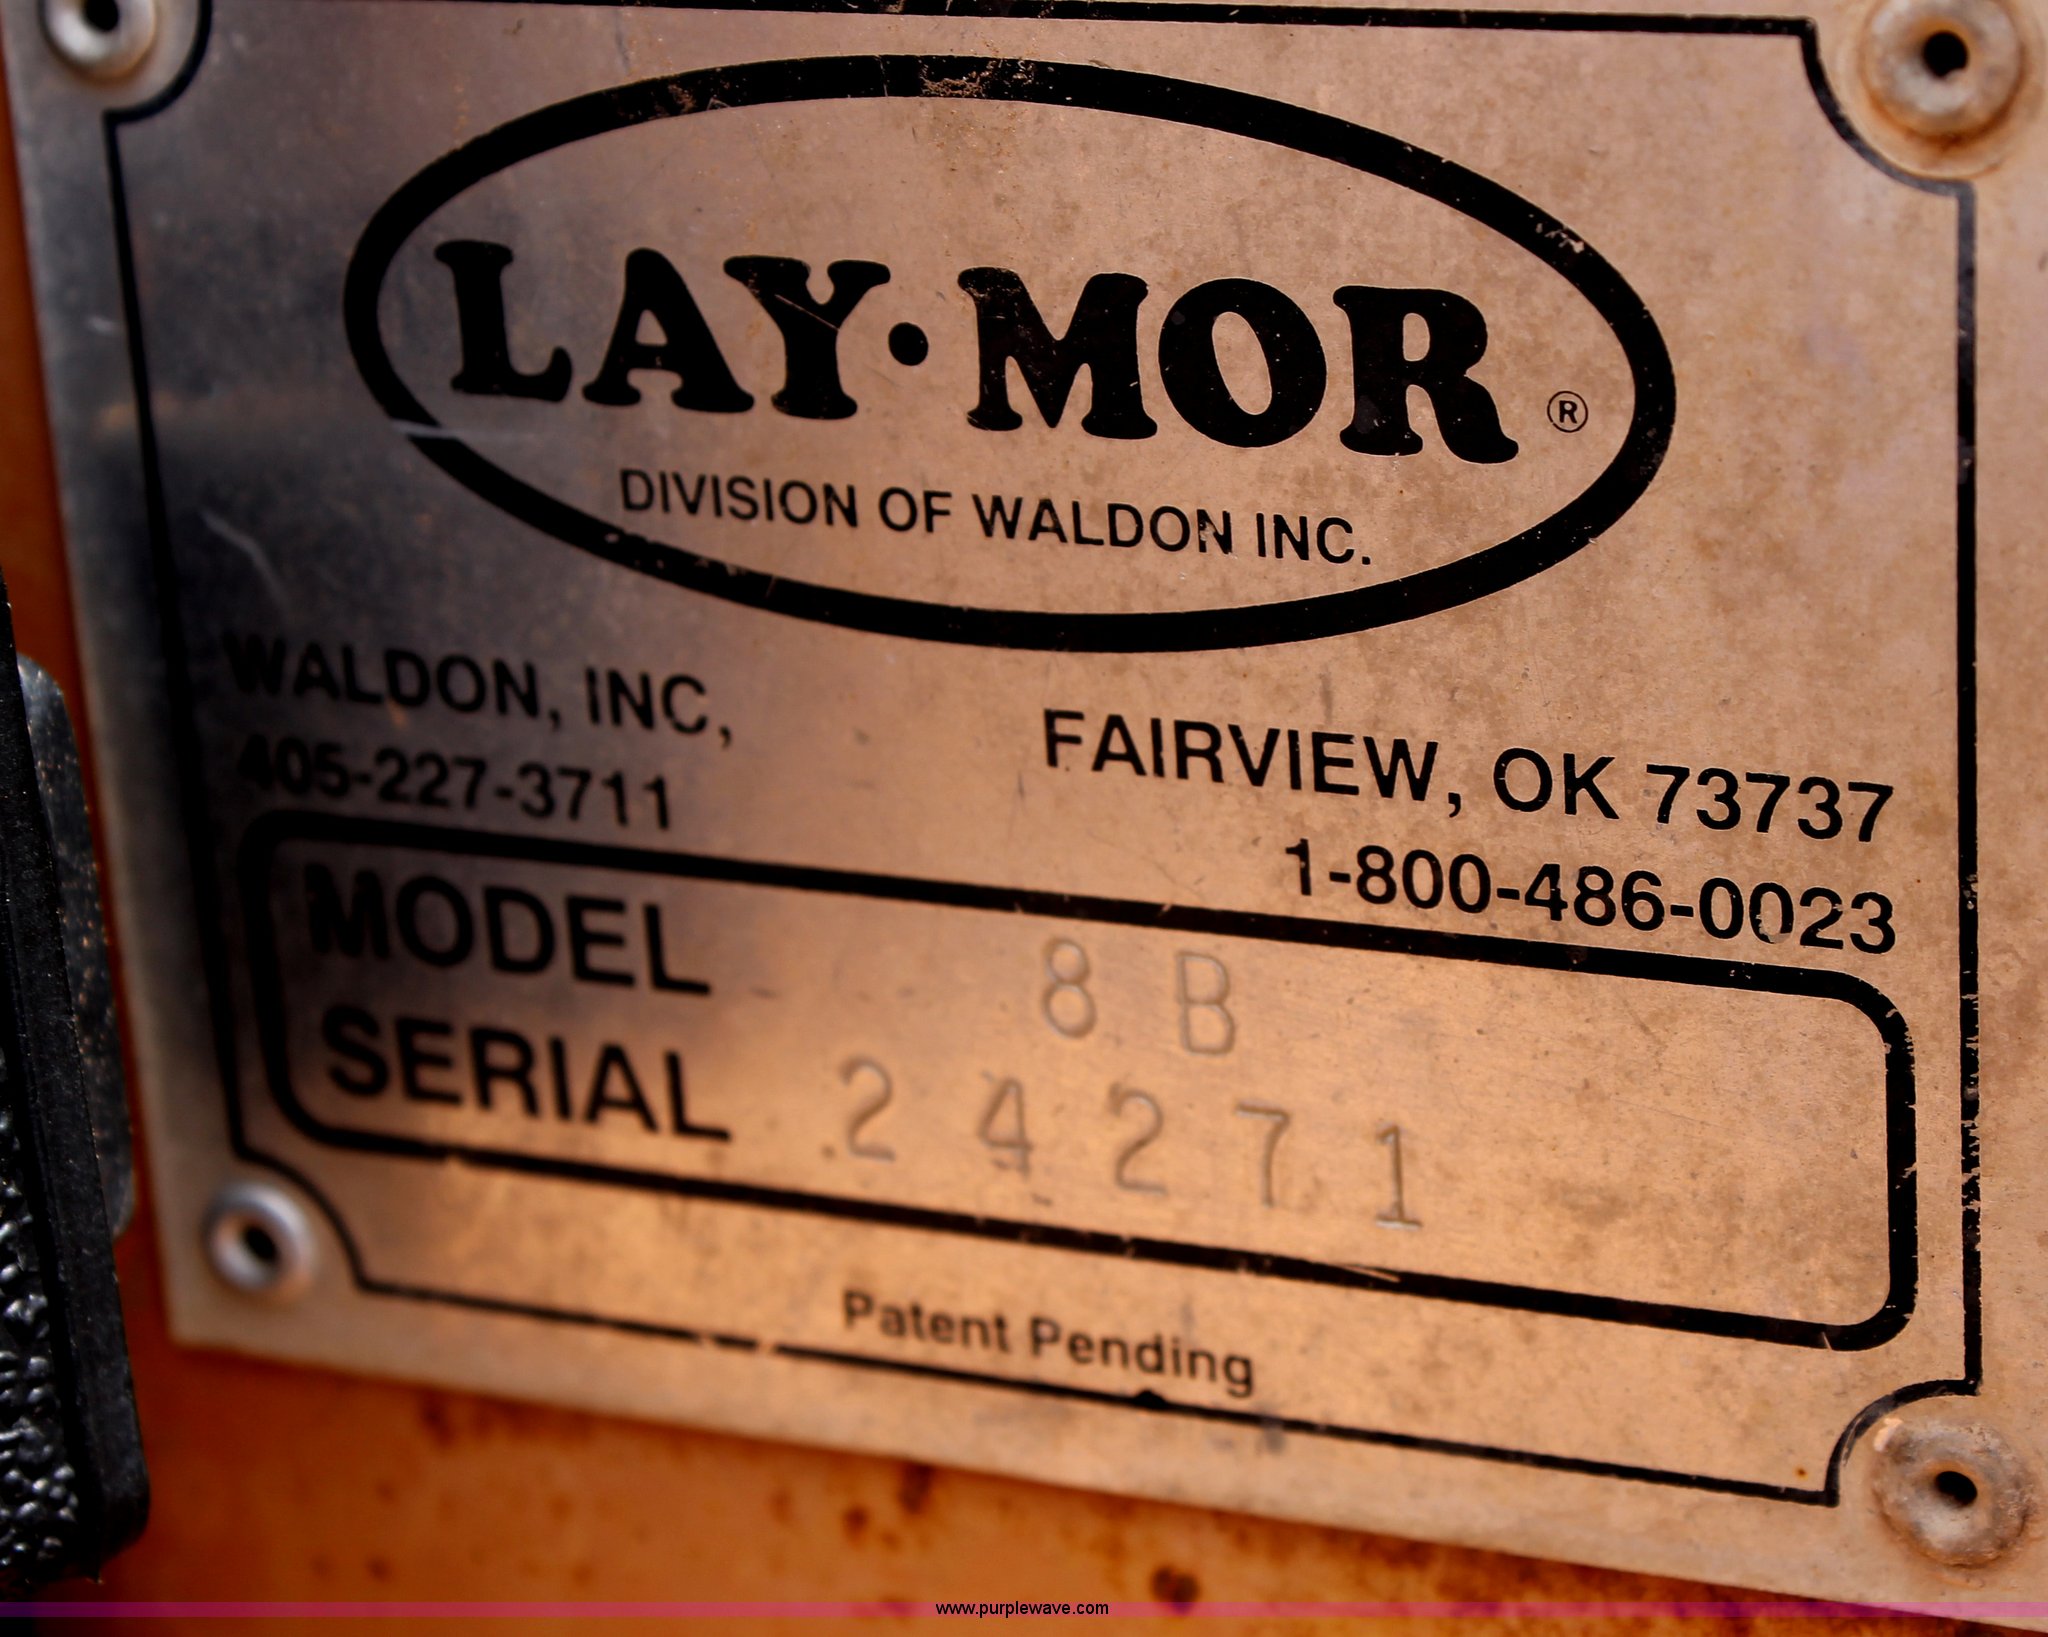 LAY·MOR ®
DIVISION OF WALDON INC.
WALDON, INC,
405-227-3711
FAIRVIEW, OK 73737
1-800-486-0023
MODEL 8B
SERIAL 24271
Patent Pending
www.purplewave.com